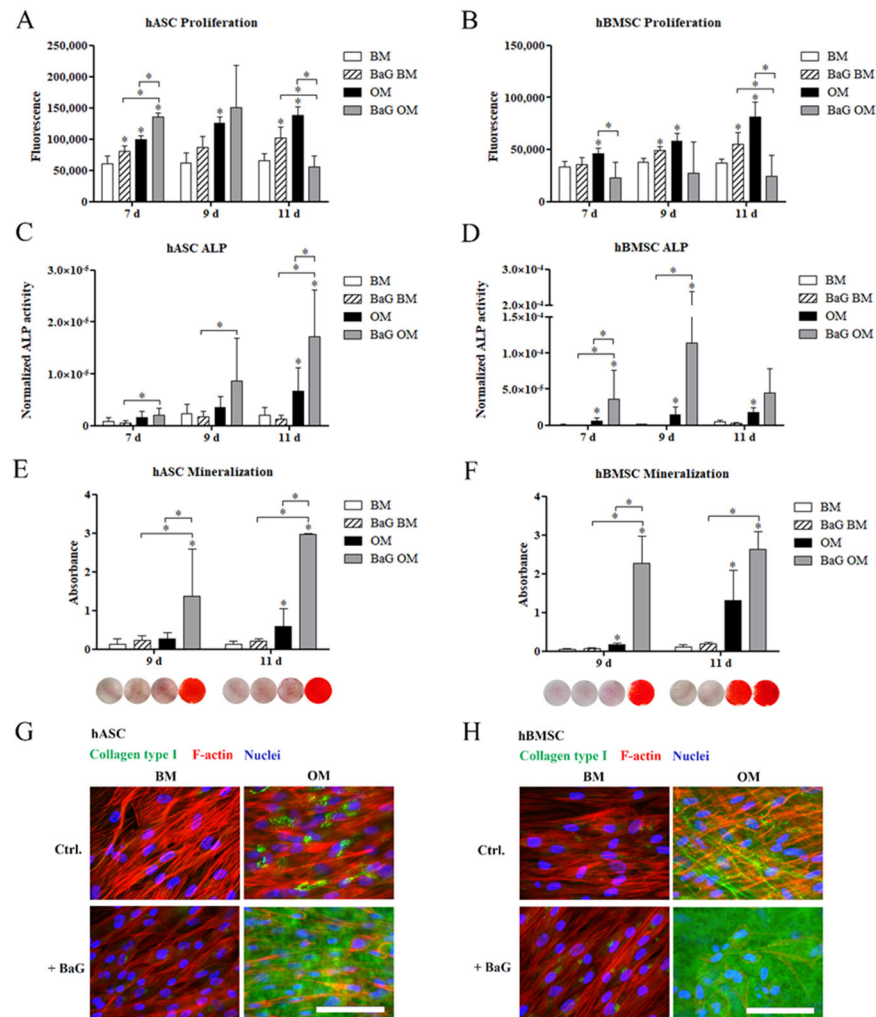 A
hASC Proliferation
250,000
200,000
150,000
100,000
50,000
0
Fluorescence
* * * * * * * * * *
7 d 9 d 11 d
BM
BaG BM
OM
BaG OM
B
hBMSC Proliferation
150,000
100,000
50,000
0
Fluorescence
* * * * * * * *
7 d 9 d 11 d
BM
BaG BM
OM
BaG OM
C
hASC ALP
3.0×10⁻⁵
2.0×10⁻⁵
1.0×10⁻⁵
0
Normalized ALP activity
* * * * * *
7 d 9 d 11 d
BM
BaG BM
OM
BaG OM
D
hBMSC ALP
3.0×10⁻⁴
2.0×10⁻⁴
1.5×10⁻⁴
1.0×10⁻⁴
5.0×10⁻⁵
0
Normalized ALP activity
* * * * * * * *
7 d 9 d 11 d
BM
BaG BM
OM
BaG OM
E
hASC Mineralization
4
3
2
1
0
Absorbance
* * * * * * *
9 d 11 d
BM
BaG BM
OM
BaG OM
F
hBMSC Mineralization
4
3
2
1
0
Absorbance
* * * * * * *
9 d 11 d
BM
BaG BM
OM
BaG OM
G
hASC
Collagen type I F-actin Nuclei
BM OM
Ctrl.
+ BaG
H
hBMSC
Collagen type I F-actin Nuclei
BM OM
Ctrl.
+ BaG